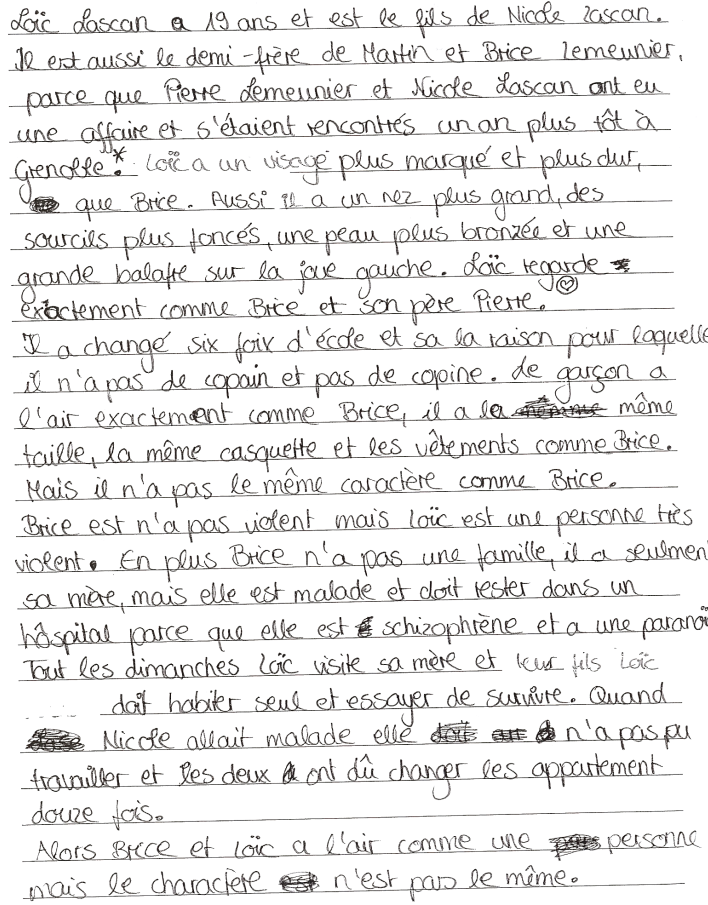 Loïc Lascan a 19 ans et est le fils de Nicole Lascan.
Il est aussi le demi-frère de Martin et Brice Lemeunier,
parce que Pierre Lemeunier et Nicole Lascan ont eu
une affaire et s'étaient rencontrés un an plus tôt à
Grenolle*. Loïc a un visage plus marqué et plus dur,
que Brice. Aussi il a un nez plus grand, des
sourcils plus foncés, une peau plus bronzée et une
grande balafre sur la joue gauche. Loïc regarde
exactement comme Brice et son père Pierre.
Il a changé six foix d'école et sa la raison pour laquelle
il n'a pas de copain et pas de copine. Le garçon a
l'air exactement comme Brice, il a la même
taille, la même casquette et les vêtements comme Brice.
Mais il n'a pas le même caractère comme Brice.
Brice est n'a pas violent mais Loïc est une personne très
violent. En plus Brice n'a pas une famille, il a seulmen
sa mère, mais elle est malade et doit rester dans un
hôspital parce que elle est schizophrène et a une paranoï
Tout les dimanches Loïc visite sa mère et leur fils Loïc
doit habiter seul et essayer de survivre. Quand
Nicole allait malade elle n'a pas pu
travailler et les deux ont dû changer les appartement
douze fois.
Alors Brice et Loïc a l'air comme une personne
mais le charactère n'est pas le même.